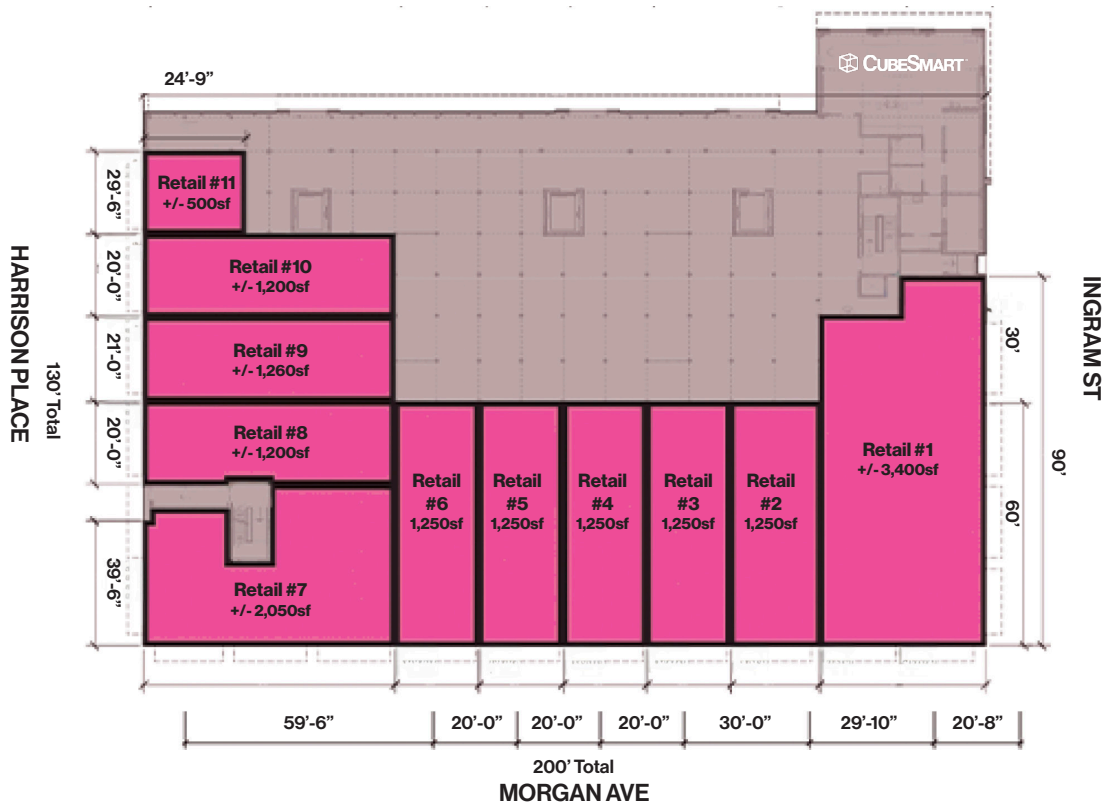 CUBESMART
24'-9”
Retail #11
+/- 500sf
29'-6”
Retail #10
+/- 1,200sf
20'-0”
Retail #9
+/- 1,260sf
21'-0”
Retail #8
+/- 1,200sf
20'-0”
Retail #7
+/- 2,050sf
39'-6”
HARRISON PLACE
130' Total
Retail
#6
1,250sf
Retail
#5
1,250sf
Retail
#4
1,250sf
Retail
#3
1,250sf
Retail
#2
1,250sf
Retail #1
+/- 3,400sf
30'
60'
90'
INGRAM ST
59'-6”
20'-0”
20'-0”
20'-0”
30'-0”
29'-10”
20'-8”
200' Total
MORGAN AVE